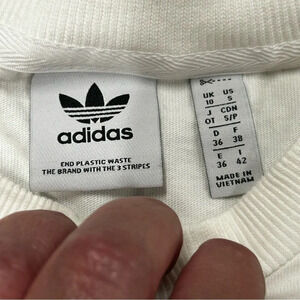 adidas
END PLASTIC WASTE
THE BRAND WITH THE 3 STRIPES
UK US
10 S
J CDN
OT S/P
D F
36 38
E I
36 42
MADE IN
VIETNAM